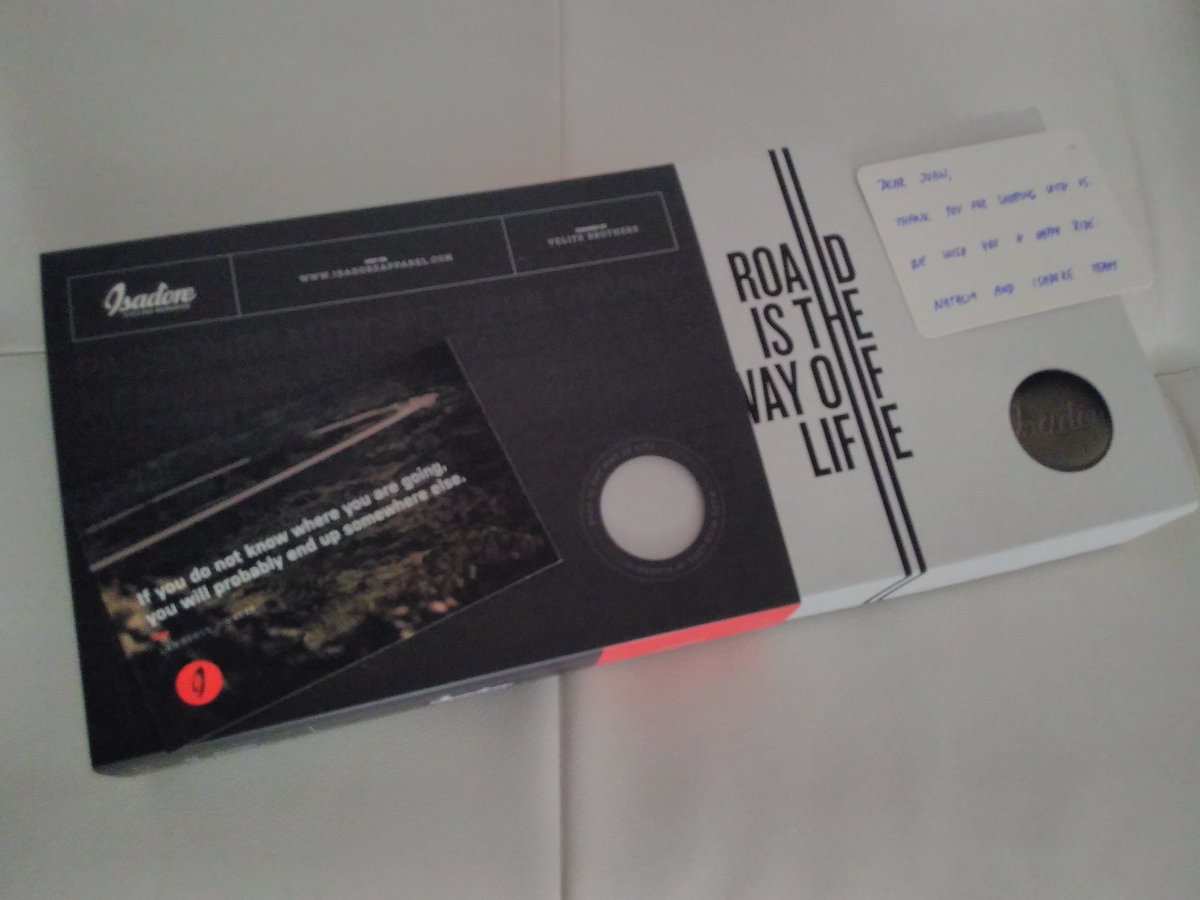 Isadore
WWW.ISADOREAPPAREL.COM
VELITS BROTHERS
If you do not know where you are going,
you will probably end up somewhere else.
ROAD
IS THE
WAY OF
LIFE
DEAR JOHN,
THANK YOU FOR SHOPPING WITH US.
WE WISH YOU A HAPPY RIDE.
NATALIA AND ISADORE TEAM
Isadore